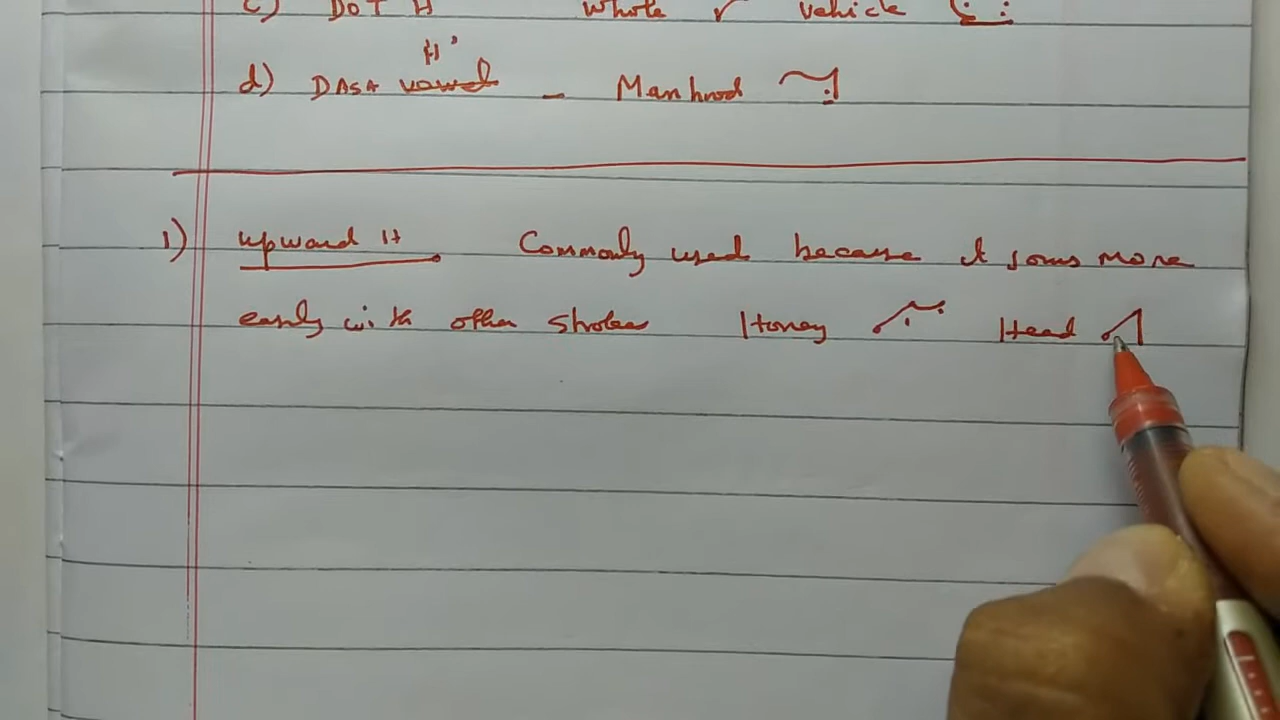 c) DOT H whole vehicle
H'
d) DASH vowel - Manhood
1) upward H Commonly used because it joins more
easily with other strokes Honey Head